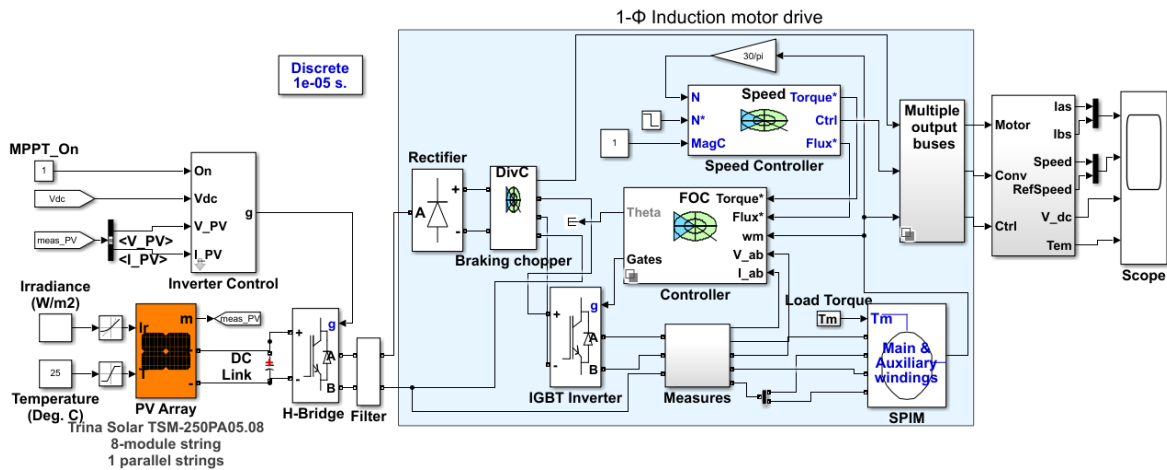 1-Φ Induction motor drive
Discrete
1e-05 s.
30/pi
N
N*
MagC
Speed
Torque*
Ctrl
Flux*
1
Speed Controller
Multiple
output
buses
Motor
Conv
Ctrl
Ias
Ibs
Speed
RefSpeed
V_dc
Tem
Scope
MPPT_On
1
Vdc
meas_PV
<V_PV>
<I_PV>
On
Vdc
V_PV
I_PV
g
Inverter Control
Rectifier
A
+
-
DivC
Braking chopper
FOC
Theta
Gates
Torque*
Flux*
wm
V_ab
I_ab
Controller
Irradiance
(W/m2)
25
Temperature
(Deg. C)
Ir
T
m
+
-
PV Array
meas_PV
DC
Link
+
-
g
A
B
H-Bridge
Filter
+
-
g
A
B
IGBT Inverter
Measures
Load Torque
Tm
Tm
Main &
Auxiliary
windings
SPIM
Trina Solar TSM-250PA05.08
8-module string
1 parallel strings